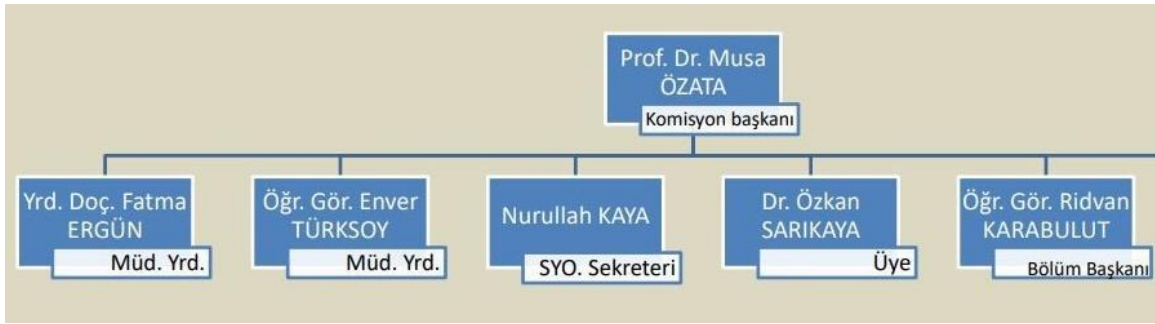 Prof. Dr. Musa
ÖZATA
Komisyon başkanı
Yrd. Doç. Fatma
ERGÜN
Müd. Yrd.
Öğr. Gör. Enver
TÜRKSOY
Müd. Yrd.
Nurullah KAYA
SYO. Sekreteri
Dr. Özkan
SARIKAYA
Üye
Öğr. Gör. Ridvan
KARABULUT
Bölüm Başkanı